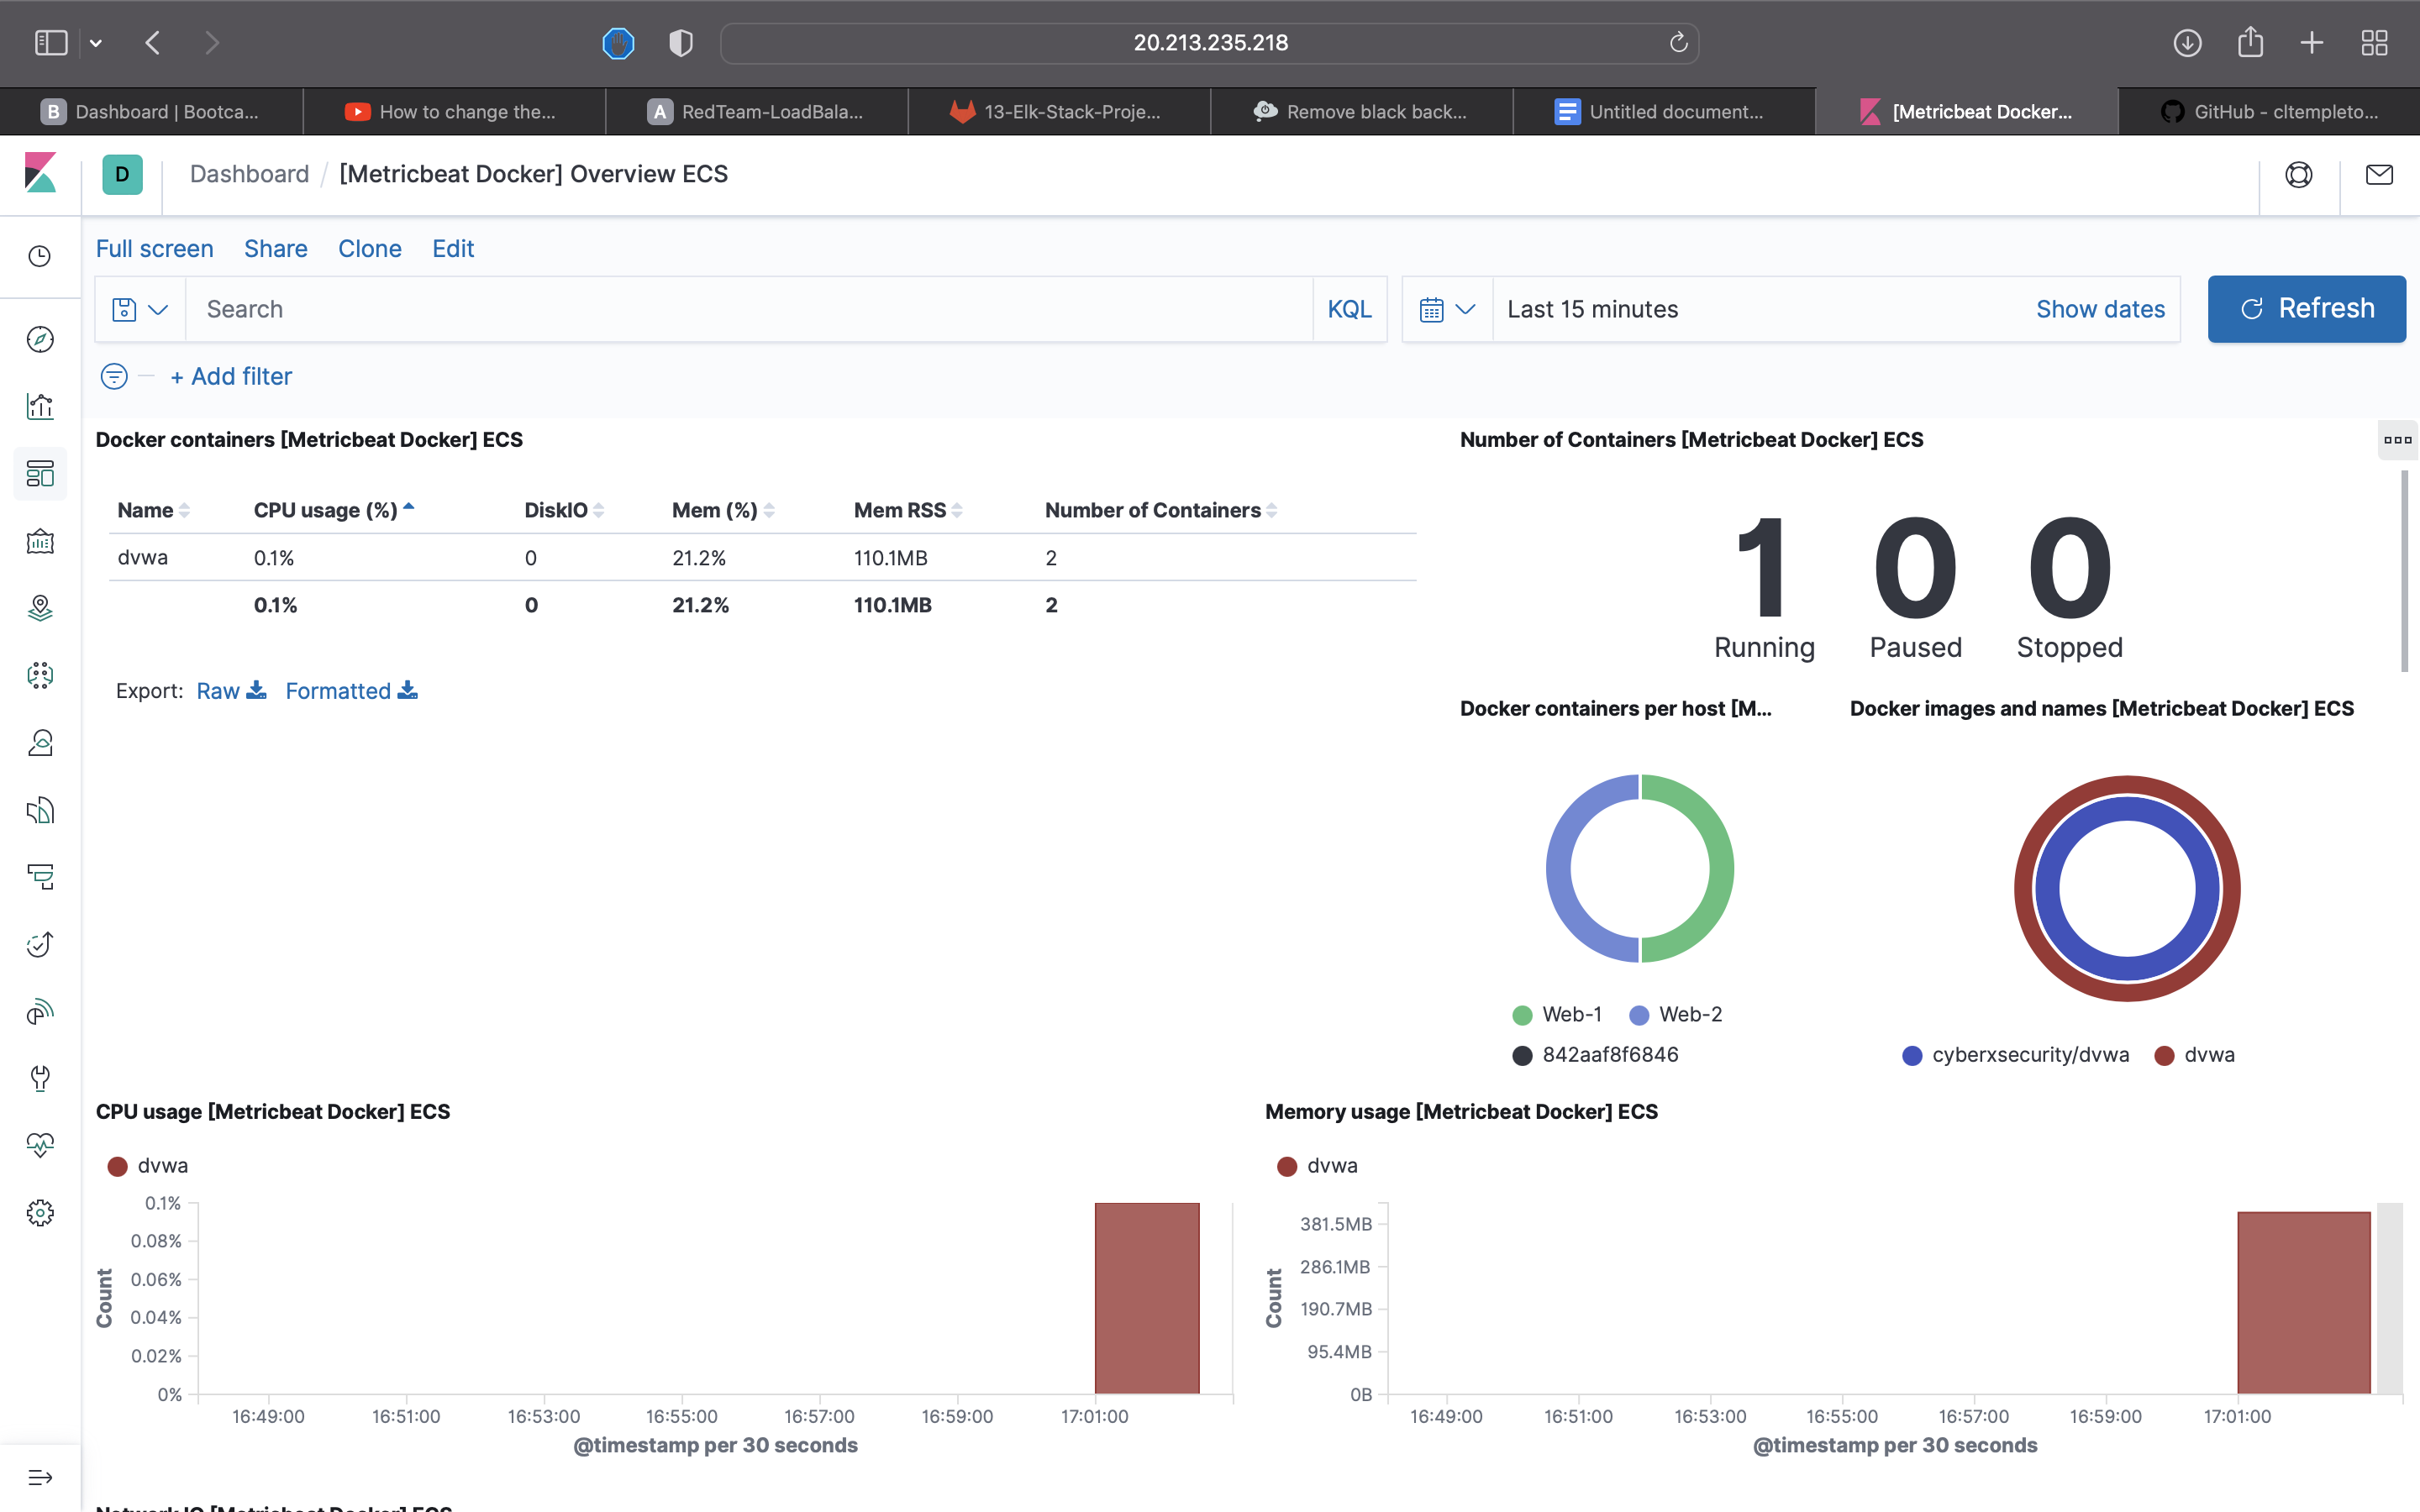 20.213.235.218
B Dashboard | Bootca...
How to change the...
A RedTeam-LoadBala...
13-Elk-Stack-Proje...
Remove black back...
Untitled document...
[Metricbeat Docker...
GitHub - cltempleto...
D Dashboard / [Metricbeat Docker] Overview ECS
Full screen Share Clone Edit
Search KQL Last 15 minutes Show dates Refresh
+ Add filter
Docker containers [Metricbeat Docker] ECS
Name CPU usage (%) DiskIO Mem (%) Mem RSS Number of Containers
dvwa 0.1% 0 21.2% 110.1MB 2
0.1% 0 21.2% 110.1MB 2
Export: Raw Formatted
Number of Containers [Metricbeat Docker] ECS
1 0 0
Running Paused Stopped
Docker containers per host [M...
Web-1 Web-2
842aaf8f6846
Docker images and names [Metricbeat Docker] ECS
cyberxsecurity/dvwa dvwa
CPU usage [Metricbeat Docker] ECS
dvwa
0.1%
0.08%
0.06%
0.04%
0.02%
0%
Count
16:49:00 16:51:00 16:53:00 16:55:00 16:57:00 16:59:00 17:01:00
@timestamp per 30 seconds
Memory usage [Metricbeat Docker] ECS
dvwa
381.5MB
286.1MB
190.7MB
95.4MB
0B
Count
16:49:00 16:51:00 16:53:00 16:55:00 16:57:00 16:59:00 17:01:00
@timestamp per 30 seconds
Network IO [Metricbeat Docker] ECS